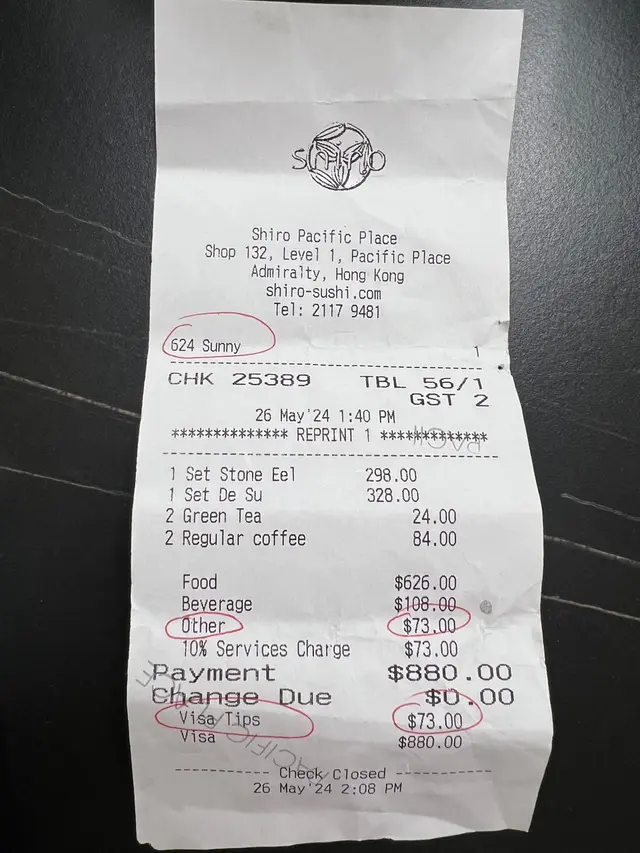 SHIRO
Shiro Pacific Place
Shop 132, Level 1, Pacific Place
Admiralty, Hong Kong
shiro-sushi.com
Tel: 2117 9481
624 Sunny 1
CHK 25389 TBL 56/1
GST 2
26 May'24 1:40 PM
************** REPRINT 1 *************
1 Set Stone Eel 298.00
1 Set De Su 328.00
2 Green Tea 24.00
2 Regular coffee 84.00
Food $626.00
Beverage $108.00
Other $73.00
10% Services Charge $73.00
Payment $880.00
Change Due $0.00
Visa Tips $73.00
Visa $880.00
----------- Check Closed -----------
26 May'24 2:08 PM